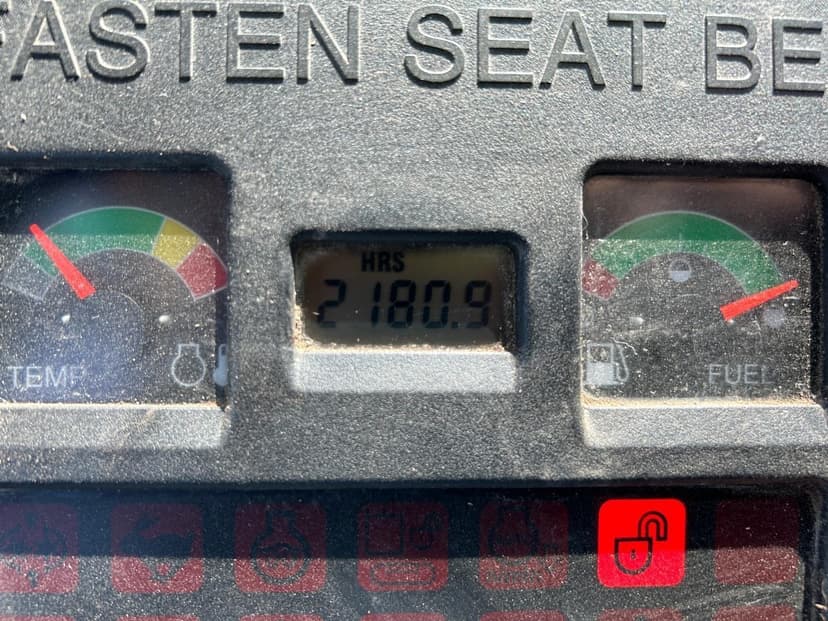 FASTEN SEAT BE
HRS
2180.9
TEMP
FUEL